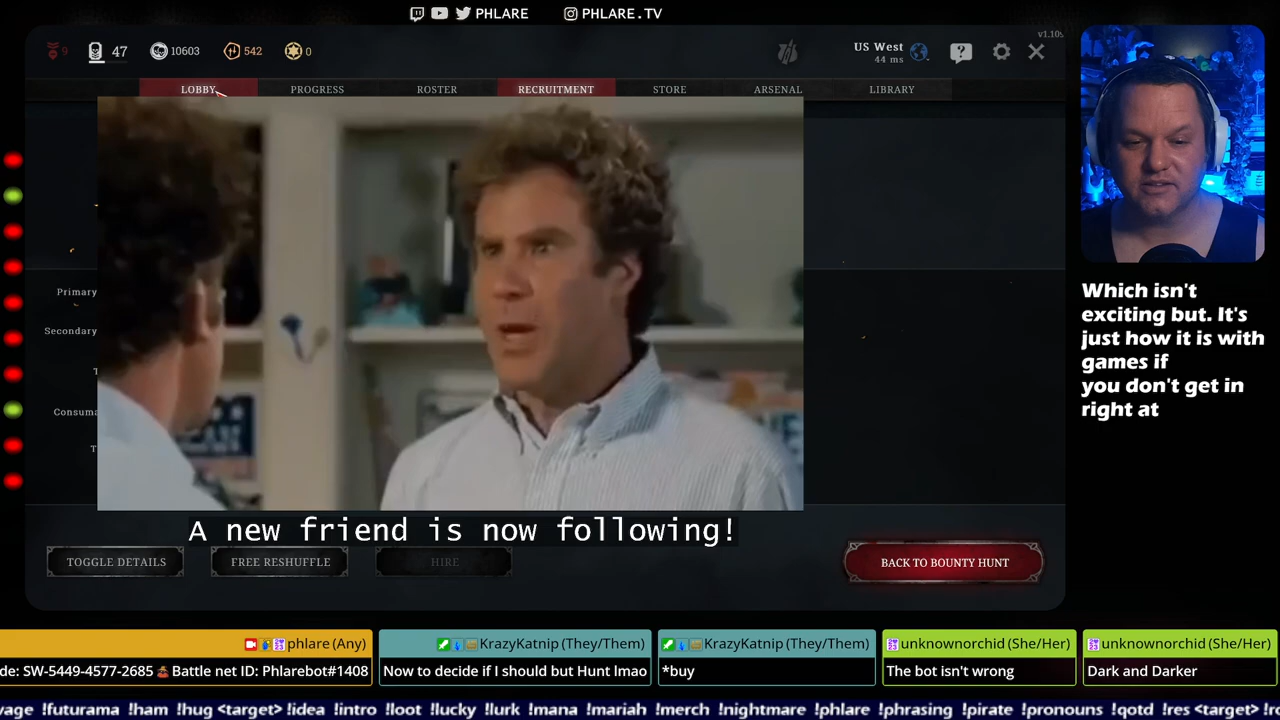 PHLARE
PHLARE.TV
9
47
10603
542
0
US West
44 ms
v1.10s
LOBBY
PROGRESS
ROSTER
RECRUITMENT
STORE
ARSENAL
LIBRARY
Primary
Secondary
T
Consuma
T
Which isn't
exciting but. It's
just how it is with
games if
you don't get in
right at
A new friend is now following!
TOGGLE DETAILS
FREE RESHUFFLE
HIRE
BACK TO BOUNTY HUNT
phlare (Any)
de: SW-5449-4577-2685 Battle net ID: Phlarebot#1408
KrazyKatnip (They/Them)
Now to decide if I should but Hunt lmao
KrazyKatnip (They/Them)
*buy
unknownorchid (She/Her)
The bot isn't wrong
unknownorchid (She/Her)
Dark and Darker
vage !futurama !ham !hug <target> !idea !intro !loot !lucky !lurk !mana !mariah !merch !nightmare !phlare !phrasing !pirate !pronouns !qotd !res <target>